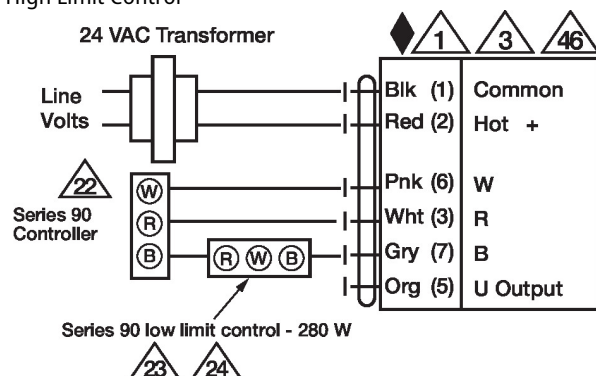 High Limit Control
24 VAC Transformer
1 3 46
Line
Volts
Blk (1) Common
Red (2) Hot +
22
Series 90
Controller
W
R
B
R W B
Pnk (6) W
Wht (3) R
Gry (7) B
Org (5) U Output
Series 90 low limit control - 280 W
23 24